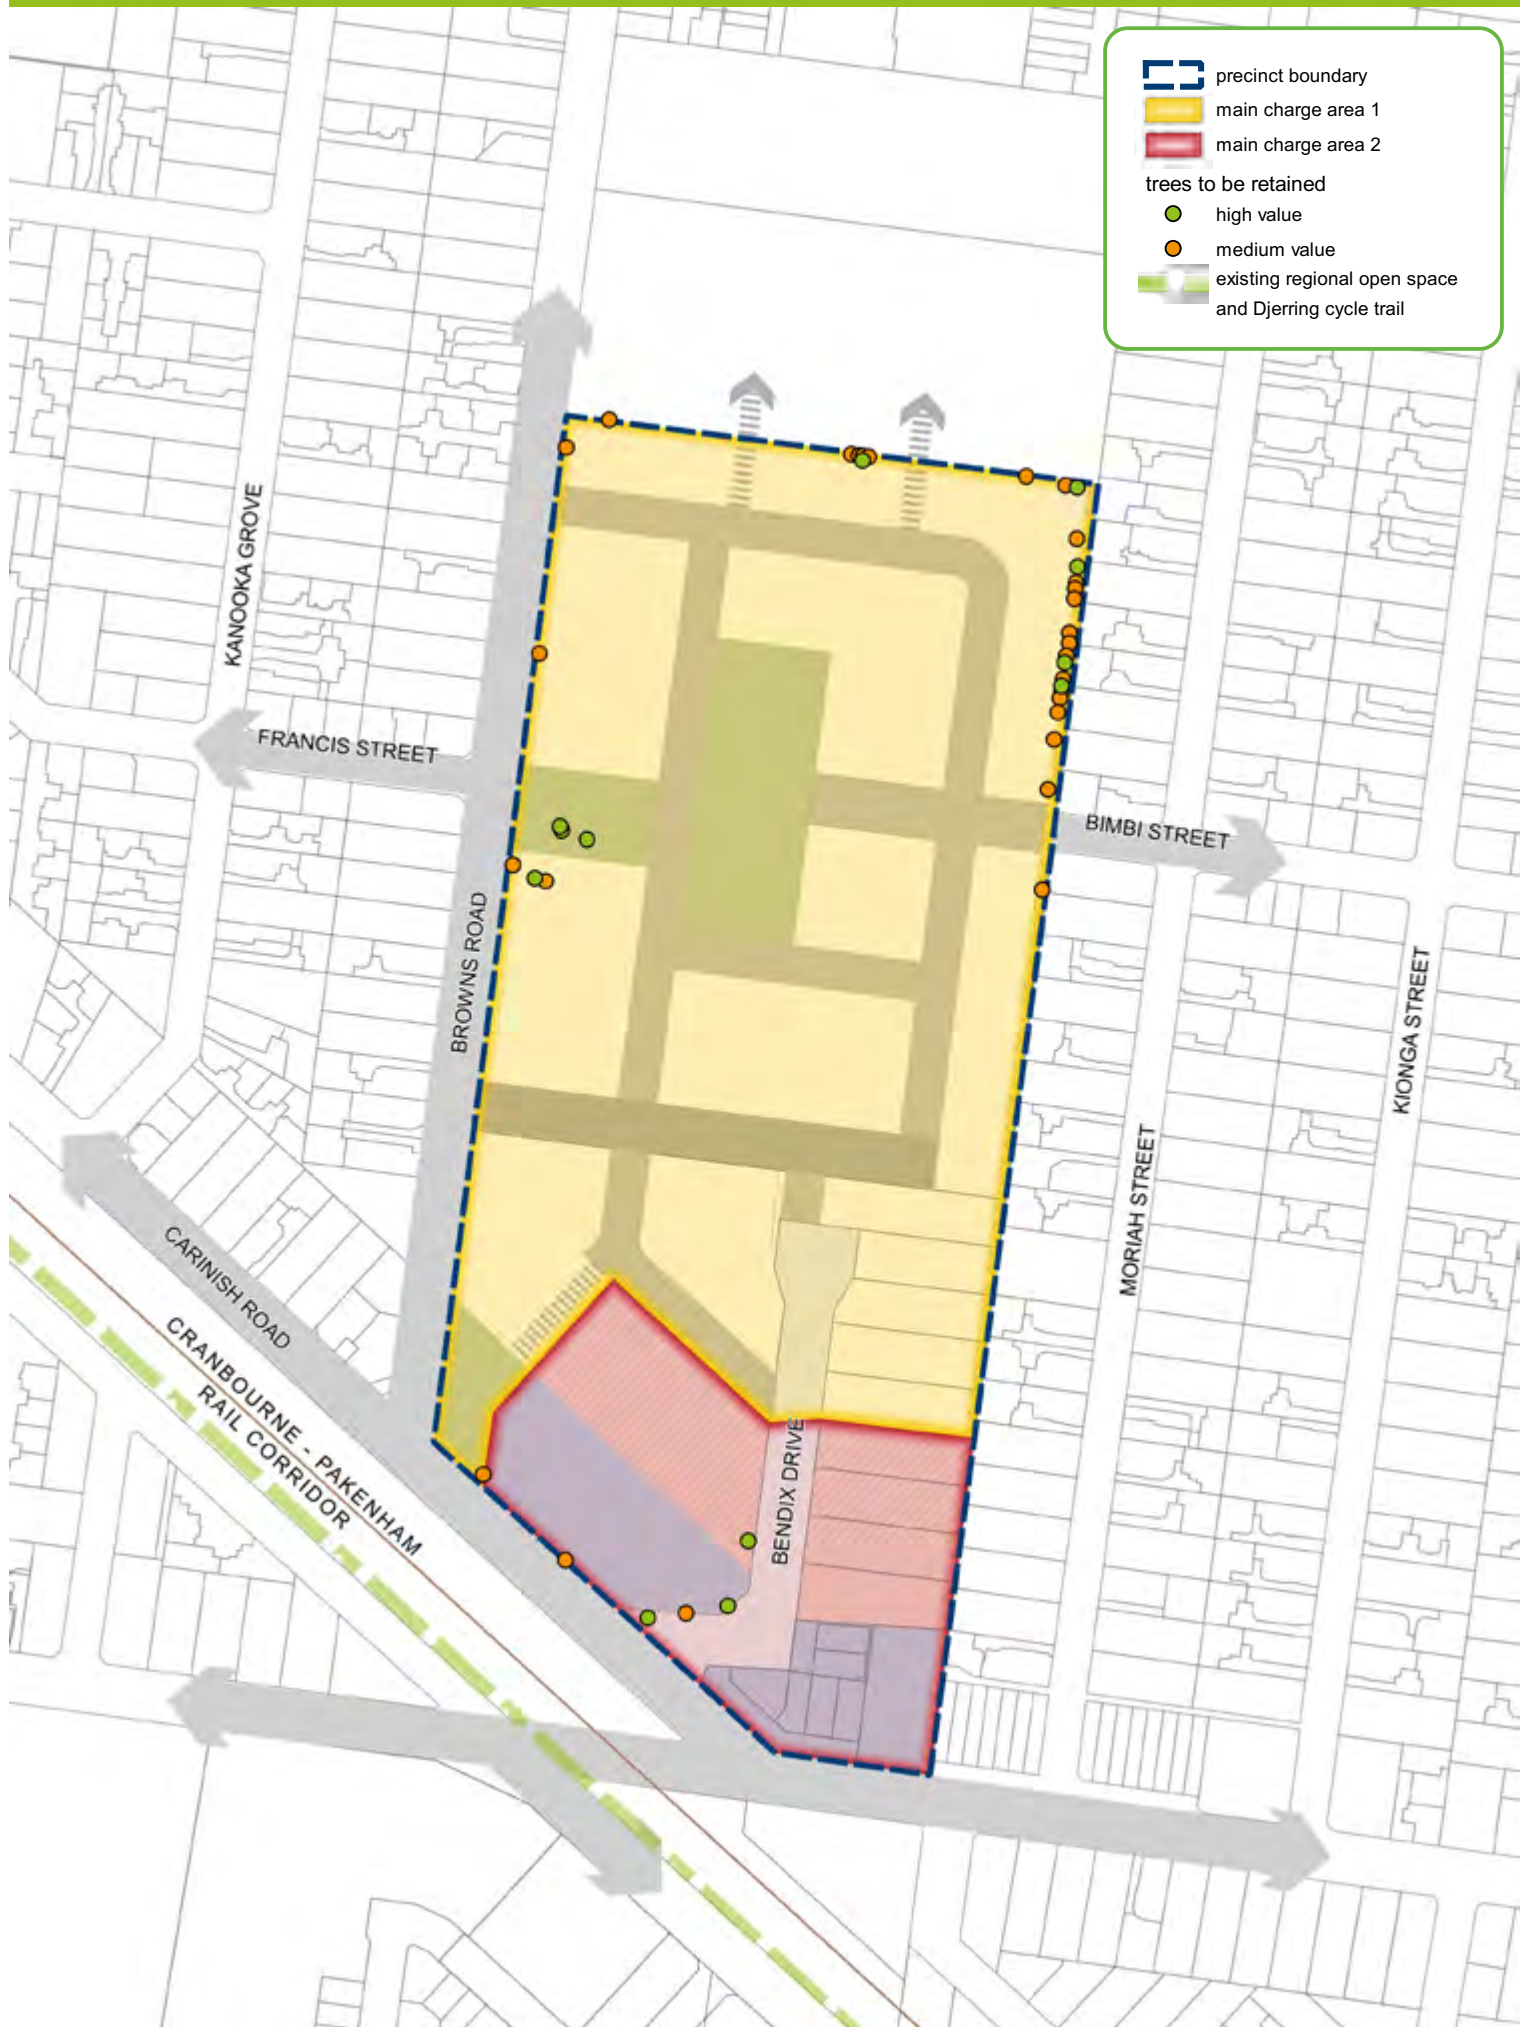 precinct boundary
main charge area 1
main charge area 2
trees to be retained
high value
medium value
existing regional open space
and Djerring cycle trail
KANOOKA GROVE
FRANCIS STREET
BIMBI STREET
BROWNS ROAD
KIONGA STREET
MORIAH STREET
CARINISH ROAD
CRANBOURNE - PAKENHAM
RAIL CORRIDOR
BENDIX DRIVE